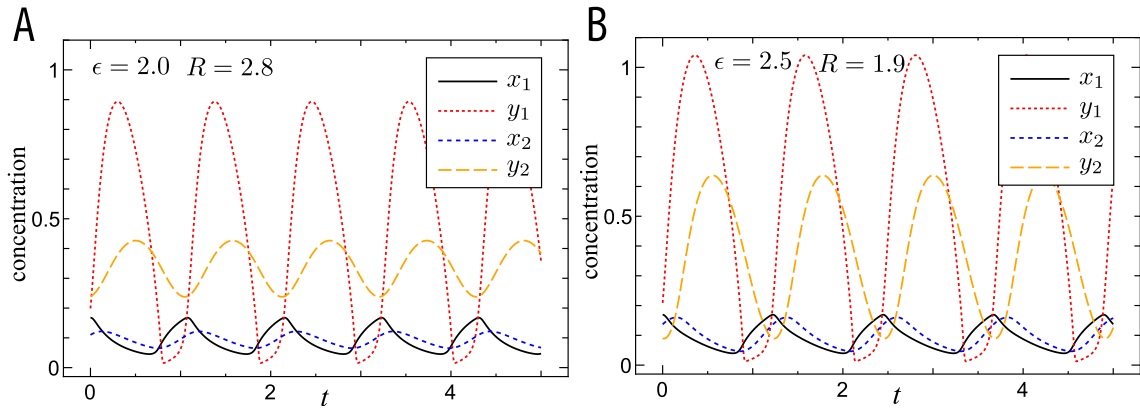 A
ϵ = 2.0 R = 2.8
x₁
y₁
x₂
y₂
concentration
1
0.5
0
0
2
4
t
B
ϵ = 2.5 R = 1.9
x₁
y₁
x₂
y₂
concentration
1
0.5
0
0
2
4
t